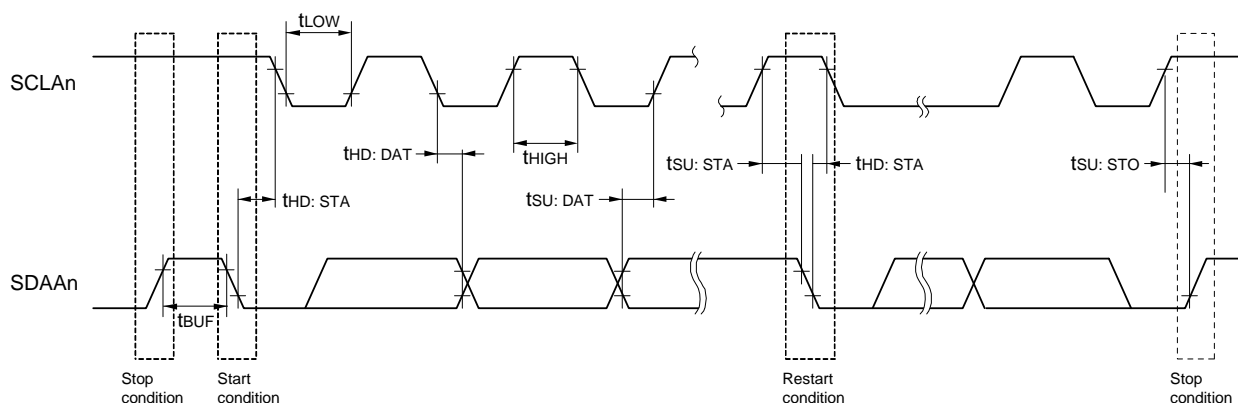 tLOW
SCLAn
tHD: DAT
tHIGH
tSU: STA
tHD: STA
tSU: STO
tHD: STA
tSU: DAT
SDAAn
tBUF
Stop
condition
Start
condition
Restart
condition
Stop
condition